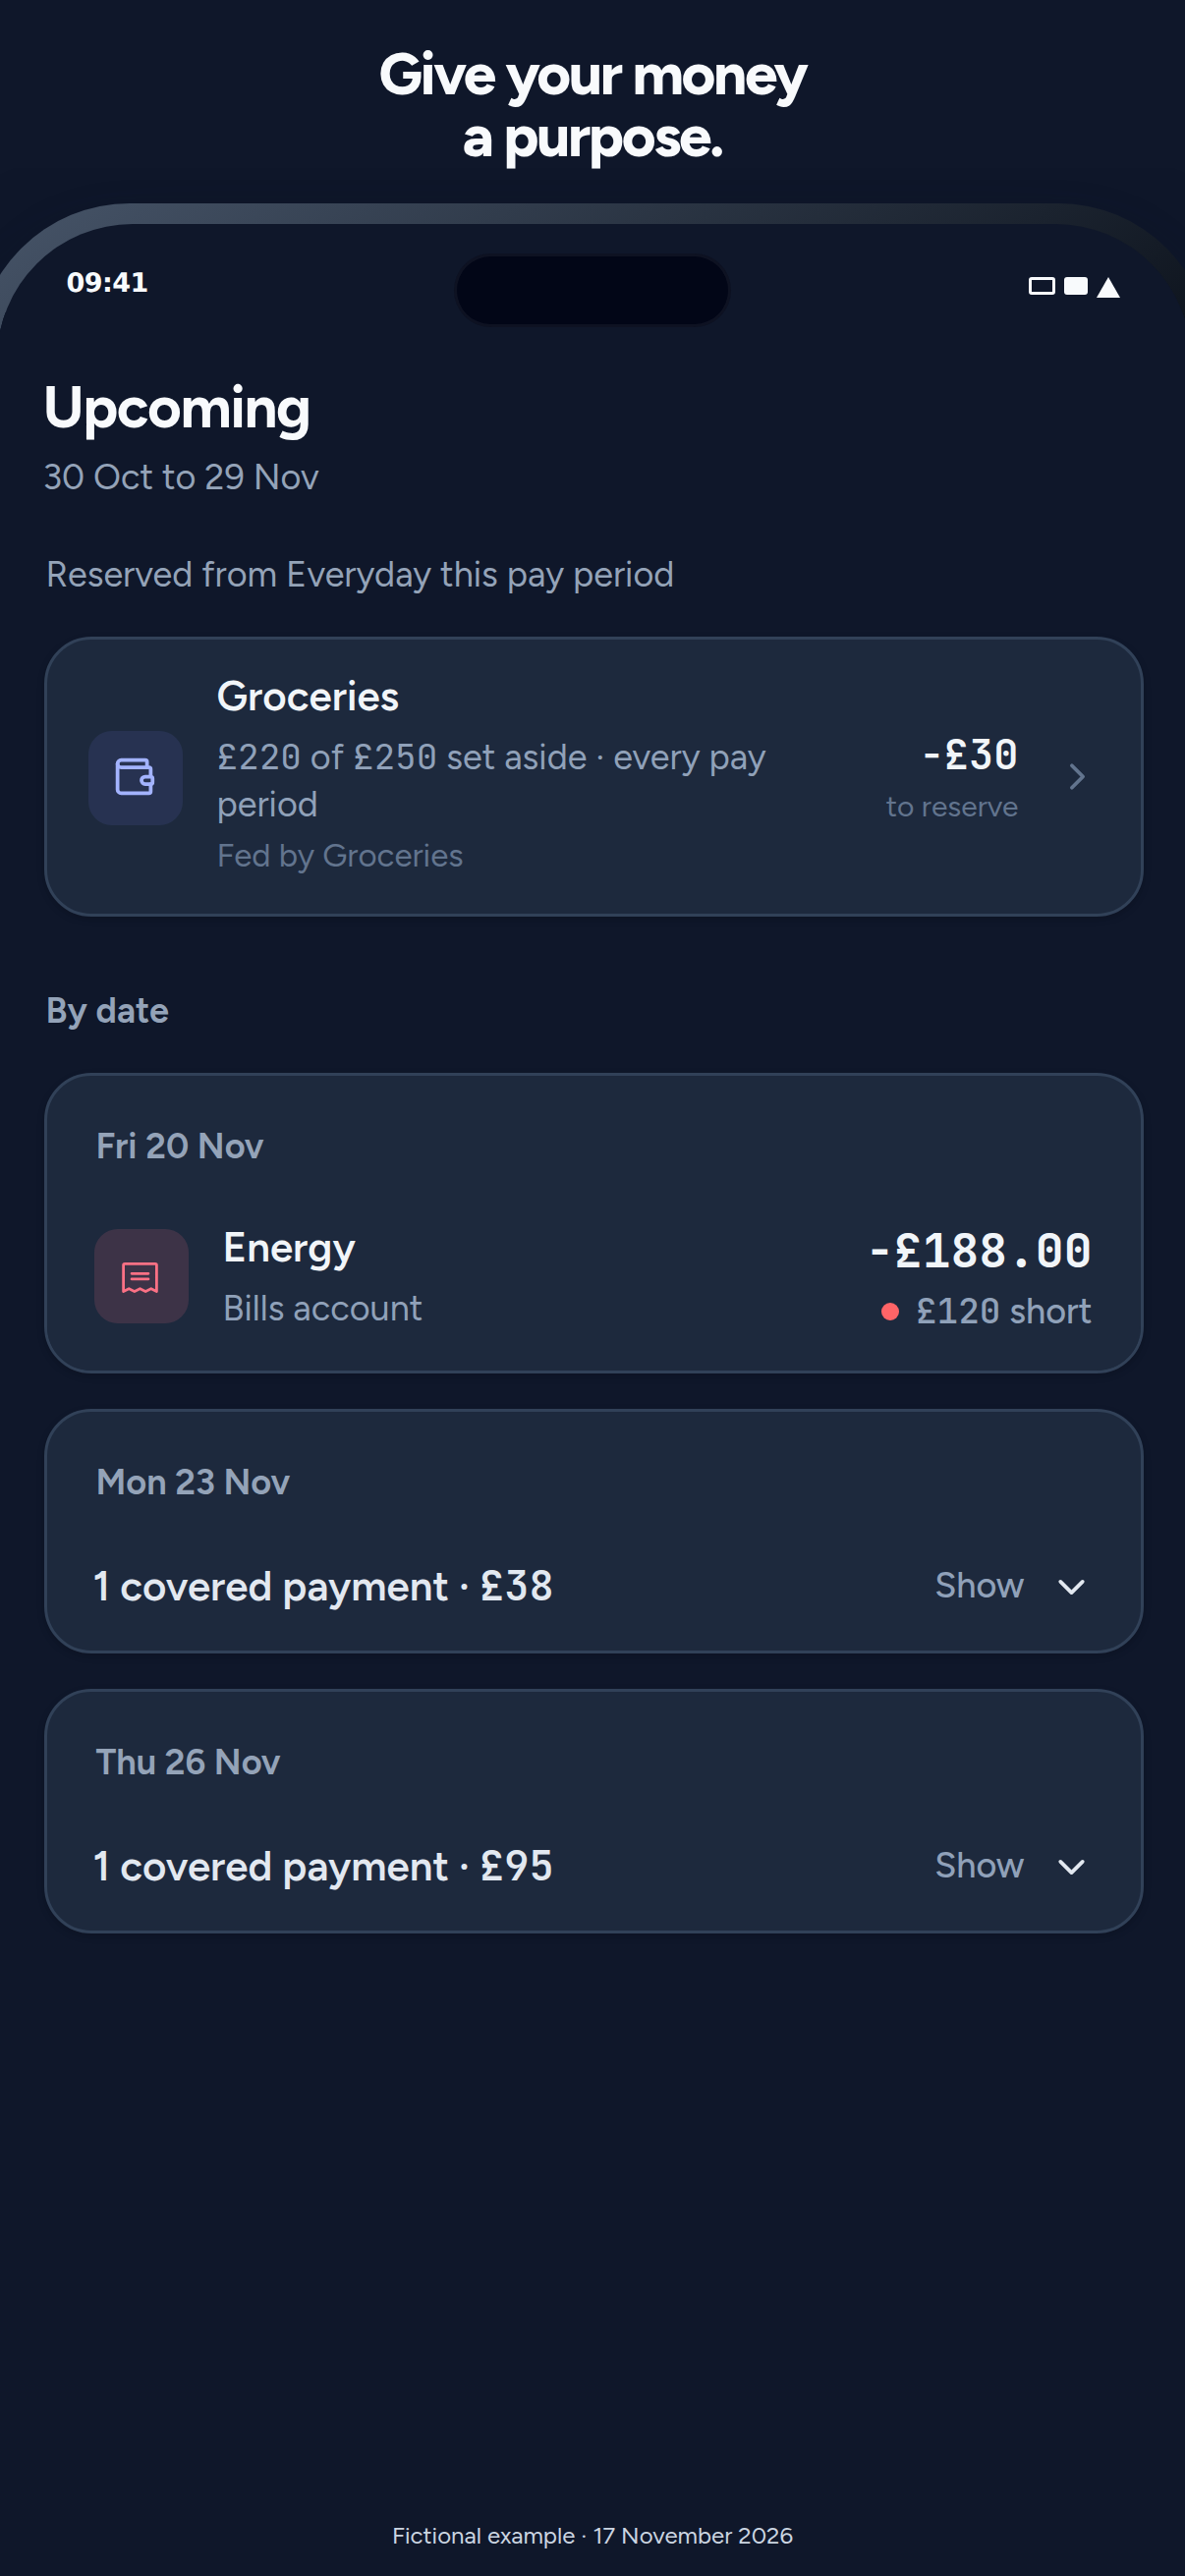 Give your money
a purpose.
09:41
Upcoming
30 Oct to 29 Nov
Reserved from Everyday this pay period
Groceries
£220 of £250 set aside · every pay
period
Fed by Groceries
-£30
to reserve
By date
Fri 20 Nov
Energy
Bills account
-£188.00
£120 short
Mon 23 Nov
1 covered payment · £38
Show
Thu 26 Nov
1 covered payment · £95
Show
Fictional example · 17 November 2026